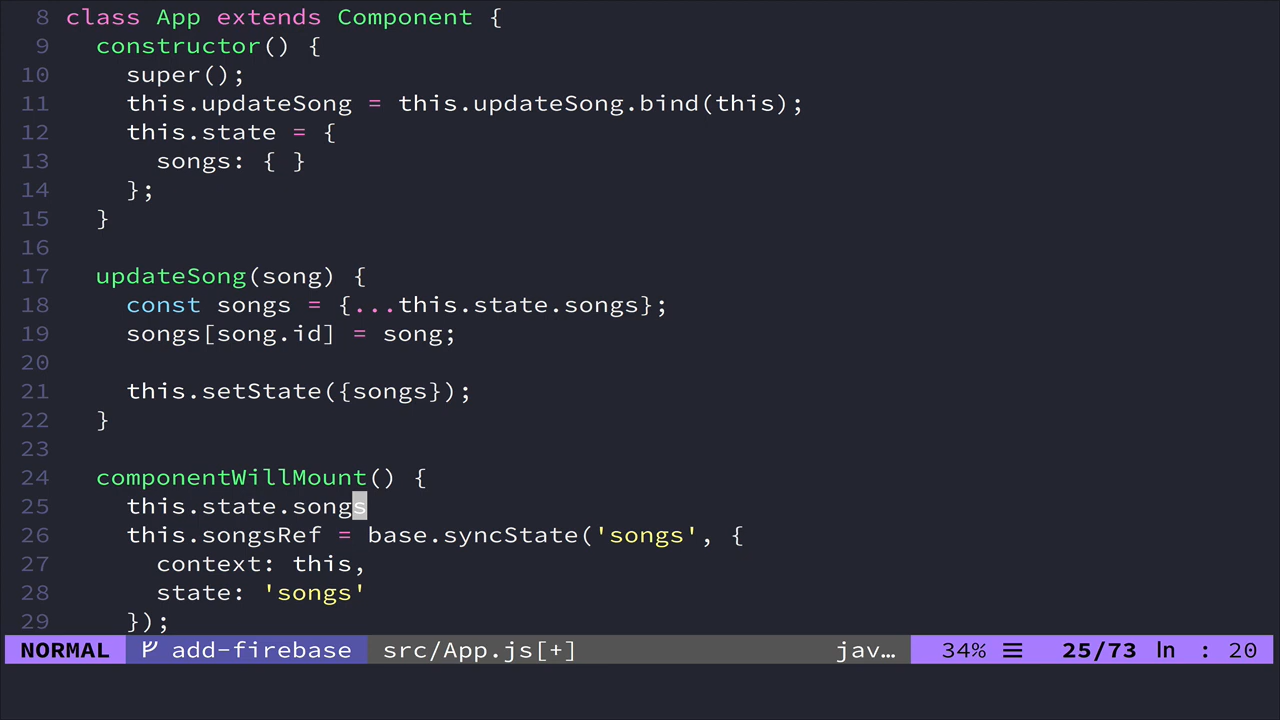 8 class App extends Component {
9   constructor() {
10     super();
11     this.updateSong = this.updateSong.bind(this);
12     this.state = {
13       songs: { }
14     };
15   }
16
17   updateSong(song) {
18     const songs = {...this.state.songs};
19     songs[song.id] = song;
20
21     this.setState({songs});
22   }
23
24   componentWillMount() {
25     this.state.songs
26     this.songsRef = base.syncState('songs', {
27       context: this,
28       state: 'songs'
29     });
NORMAL add-firebase src/App.js[+] jav… 34% ☰ 25/73 ln : 20